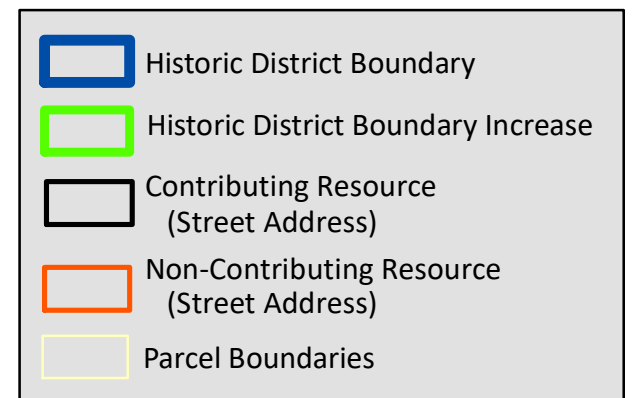 Historic District Boundary
Historic District Boundary Increase
Contributing Resource
(Street Address)
Non-Contributing Resource
(Street Address)
Parcel Boundaries